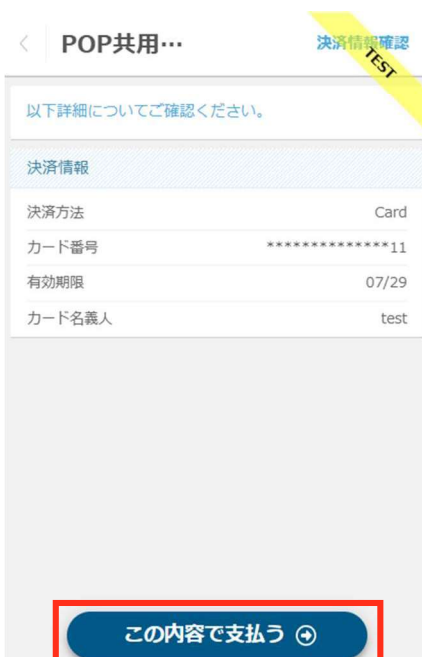 POP共用…
決済情報確認
TEST
以下詳細についてご確認ください。
決済情報
決済方法 Card
カード番号 **************11
有効期限 07/29
カード名義人 test
この内容で支払う